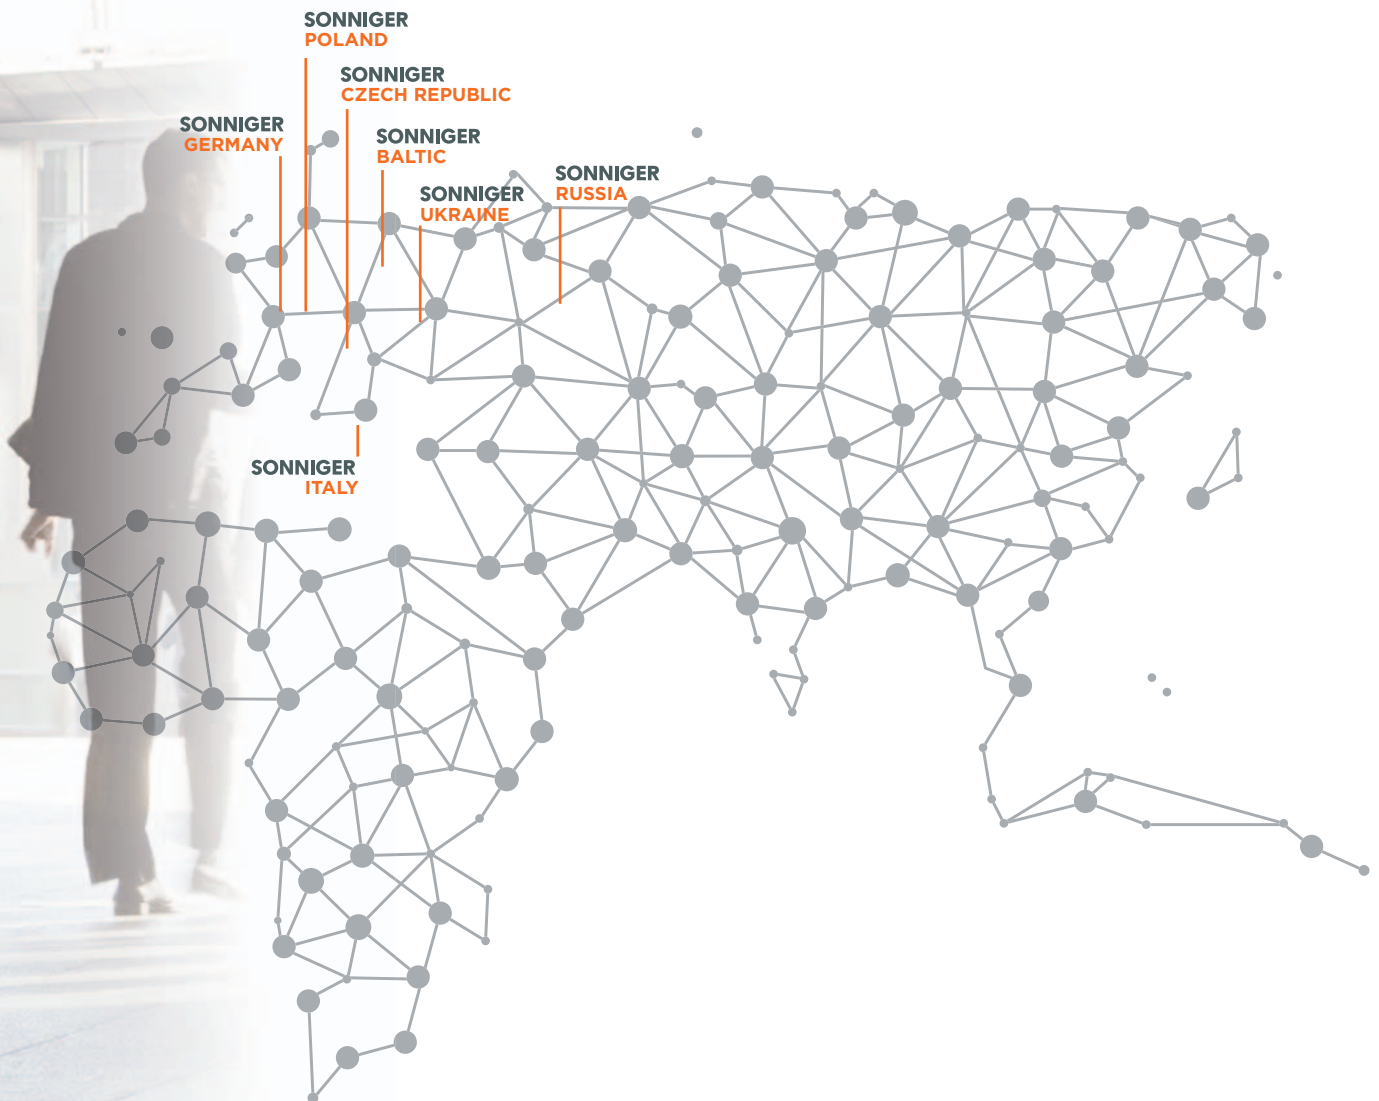 SONNIGER
POLAND
SONNIGER
CZECH REPUBLIC
SONNIGER
GERMANY
SONNIGER
BALTIC
SONNIGER
RUSSIA
SONNIGER
UKRAINE
SONNIGER
ITALY